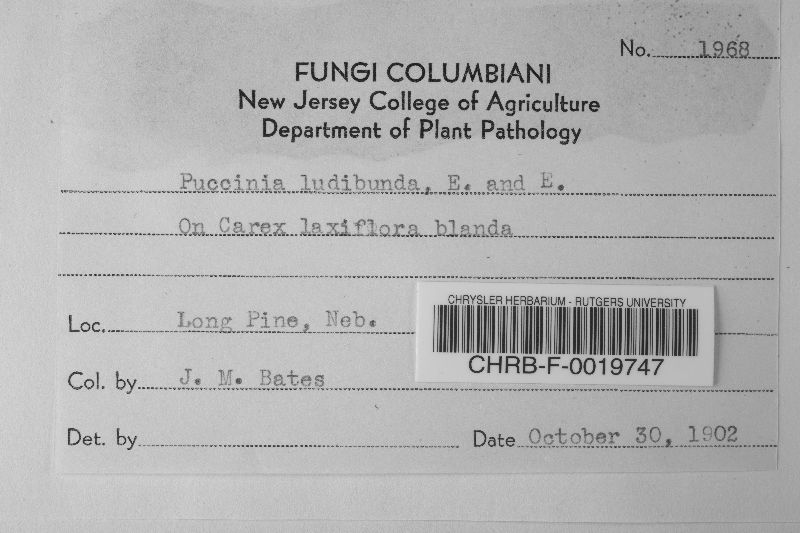 No. 1968
FUNGI COLUMBIANI
New Jersey College of Agriculture
Department of Plant Pathology
Puccinia ludibunda, E. and E.
On Carex laxiflora blanda
Loc. Long Pine, Neb.
CHRYSLER HERBARIUM - RUTGERS UNIVERSITY
CHRB-F-0019747
Col. by J. M. Bates
Det. by
Date October 30, 1902